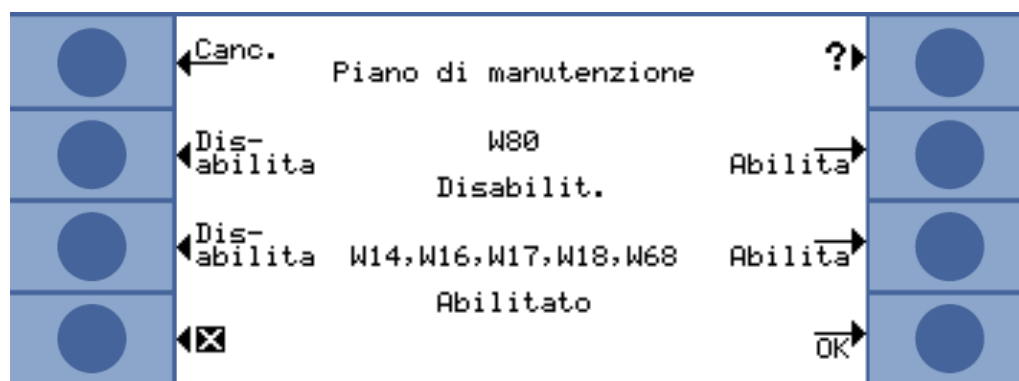 Canc.
?
Piano di manutenzione
Dis-
abilita
W80
Abilita
Disabilit.
Dis-
abilita
W14,W16,W17,W18,W68
Abilita
Abilitato
OK